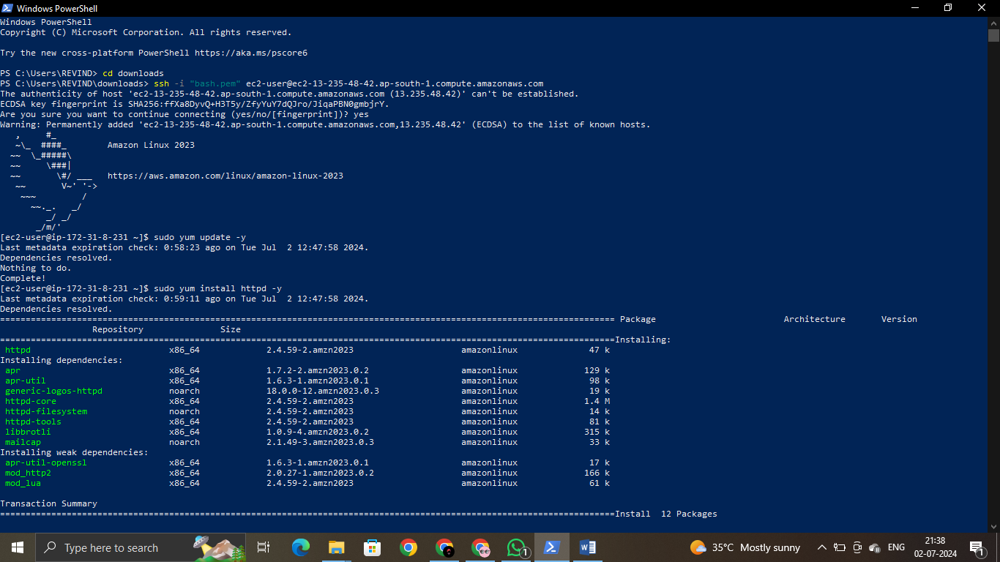 Windows PowerShell
Windows PowerShell
Copyright (C) Microsoft Corporation. All rights reserved.
Try the new cross-platform PowerShell https://aka.ms/pscore6
PS C:\Users\REVIND> cd downloads
PS C:\Users\REVIND\downloads> ssh -i "bash.pem" ec2-user@ec2-13-235-48-42.ap-south-1.compute.amazonaws.com
The authenticity of host 'ec2-13-235-48-42.ap-south-1.compute.amazonaws.com (13.235.48.42)' can't be established.
ECDSA key fingerprint is SHA256:ffXa8DyvQ+H3T5y/ZfyYuY7dQJro/JiqaPBN0gmbjrY.
Are you sure you want to continue connecting (yes/no/[fingerprint])? yes
Warning: Permanently added 'ec2-13-235-48-42.ap-south-1.compute.amazonaws.com,13.235.48.42' (ECDSA) to the list of known hosts.
   ,     #_
   ~\_  ####_        Amazon Linux 2023
  ~~  \_#####\
  ~~     \###|
  ~~       \#/ ___   https://aws.amazon.com/linux/amazon-linux-2023
   ~~       V~' '->
    ~~~         /
      ~~._.   _/
         _/ _/
       _/m/'
[ec2-user@ip-172-31-8-231 ~]$ sudo yum update -y
Last metadata expiration check: 0:58:23 ago on Tue Jul  2 12:47:58 2024.
Dependencies resolved.
Nothing to do.
Complete!
[ec2-user@ip-172-31-8-231 ~]$ sudo yum install httpd -y
Last metadata expiration check: 0:59:11 ago on Tue Jul  2 12:47:58 2024.
Dependencies resolved.
======================================================================================================================== Package Architecture Version
Repository Size
========================================================================================================================Installing:
httpd x86_64 2.4.59-2.amzn2023 amazonlinux 47 k
Installing dependencies:
apr x86_64 1.7.2-2.amzn2023.0.2 amazonlinux 129 k
apr-util x86_64 1.6.3-1.amzn2023.0.1 amazonlinux 98 k
generic-logos-httpd noarch 18.0.0-12.amzn2023.0.3 amazonlinux 19 k
httpd-core x86_64 2.4.59-2.amzn2023 amazonlinux 1.4 M
httpd-filesystem noarch 2.4.59-2.amzn2023 amazonlinux 14 k
httpd-tools x86_64 2.4.59-2.amzn2023 amazonlinux 81 k
libbrotli x86_64 1.0.9-4.amzn2023.0.2 amazonlinux 315 k
mailcap noarch 2.1.49-3.amzn2023.0.3 amazonlinux 33 k
Installing weak dependencies:
apr-util-openssl x86_64 1.6.3-1.amzn2023.0.1 amazonlinux 17 k
mod_http2 x86_64 2.0.27-1.amzn2023.0.2 amazonlinux 166 k
mod_lua x86_64 2.4.59-2.amzn2023 amazonlinux 61 k
Transaction Summary
========================================================================================================================Install  12 Packages
Type here to search
1
35°C Mostly sunny
ENG
21:38
02-07-2024
1